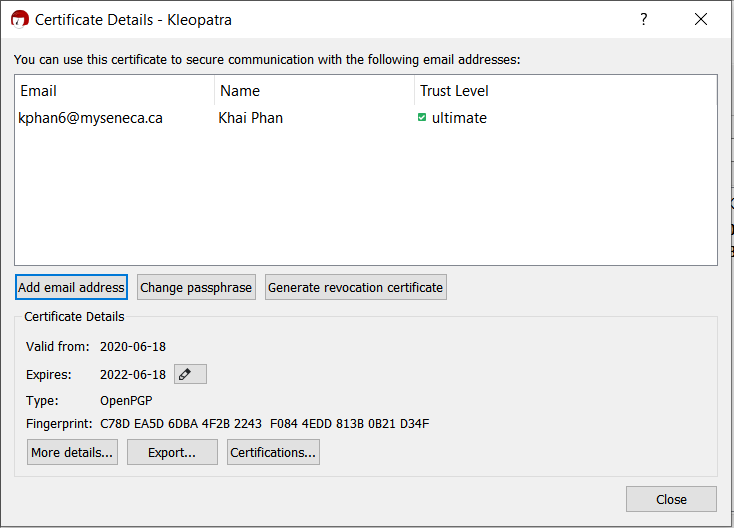 Certificate Details - Kleopatra
?
You can use this certificate to secure communication with the following email addresses:
Email Name Trust Level
kphan6@myseneca.ca Khai Phan ultimate
Add email address Change passphrase Generate revocation certificate
Certificate Details
Valid from: 2020-06-18
Expires: 2022-06-18
Type: OpenPGP
Fingerprint: C78D EA5D 6DBA 4F2B 2243 F084 4EDD 813B 0B21 D34F
More details... Export... Certifications...
Close